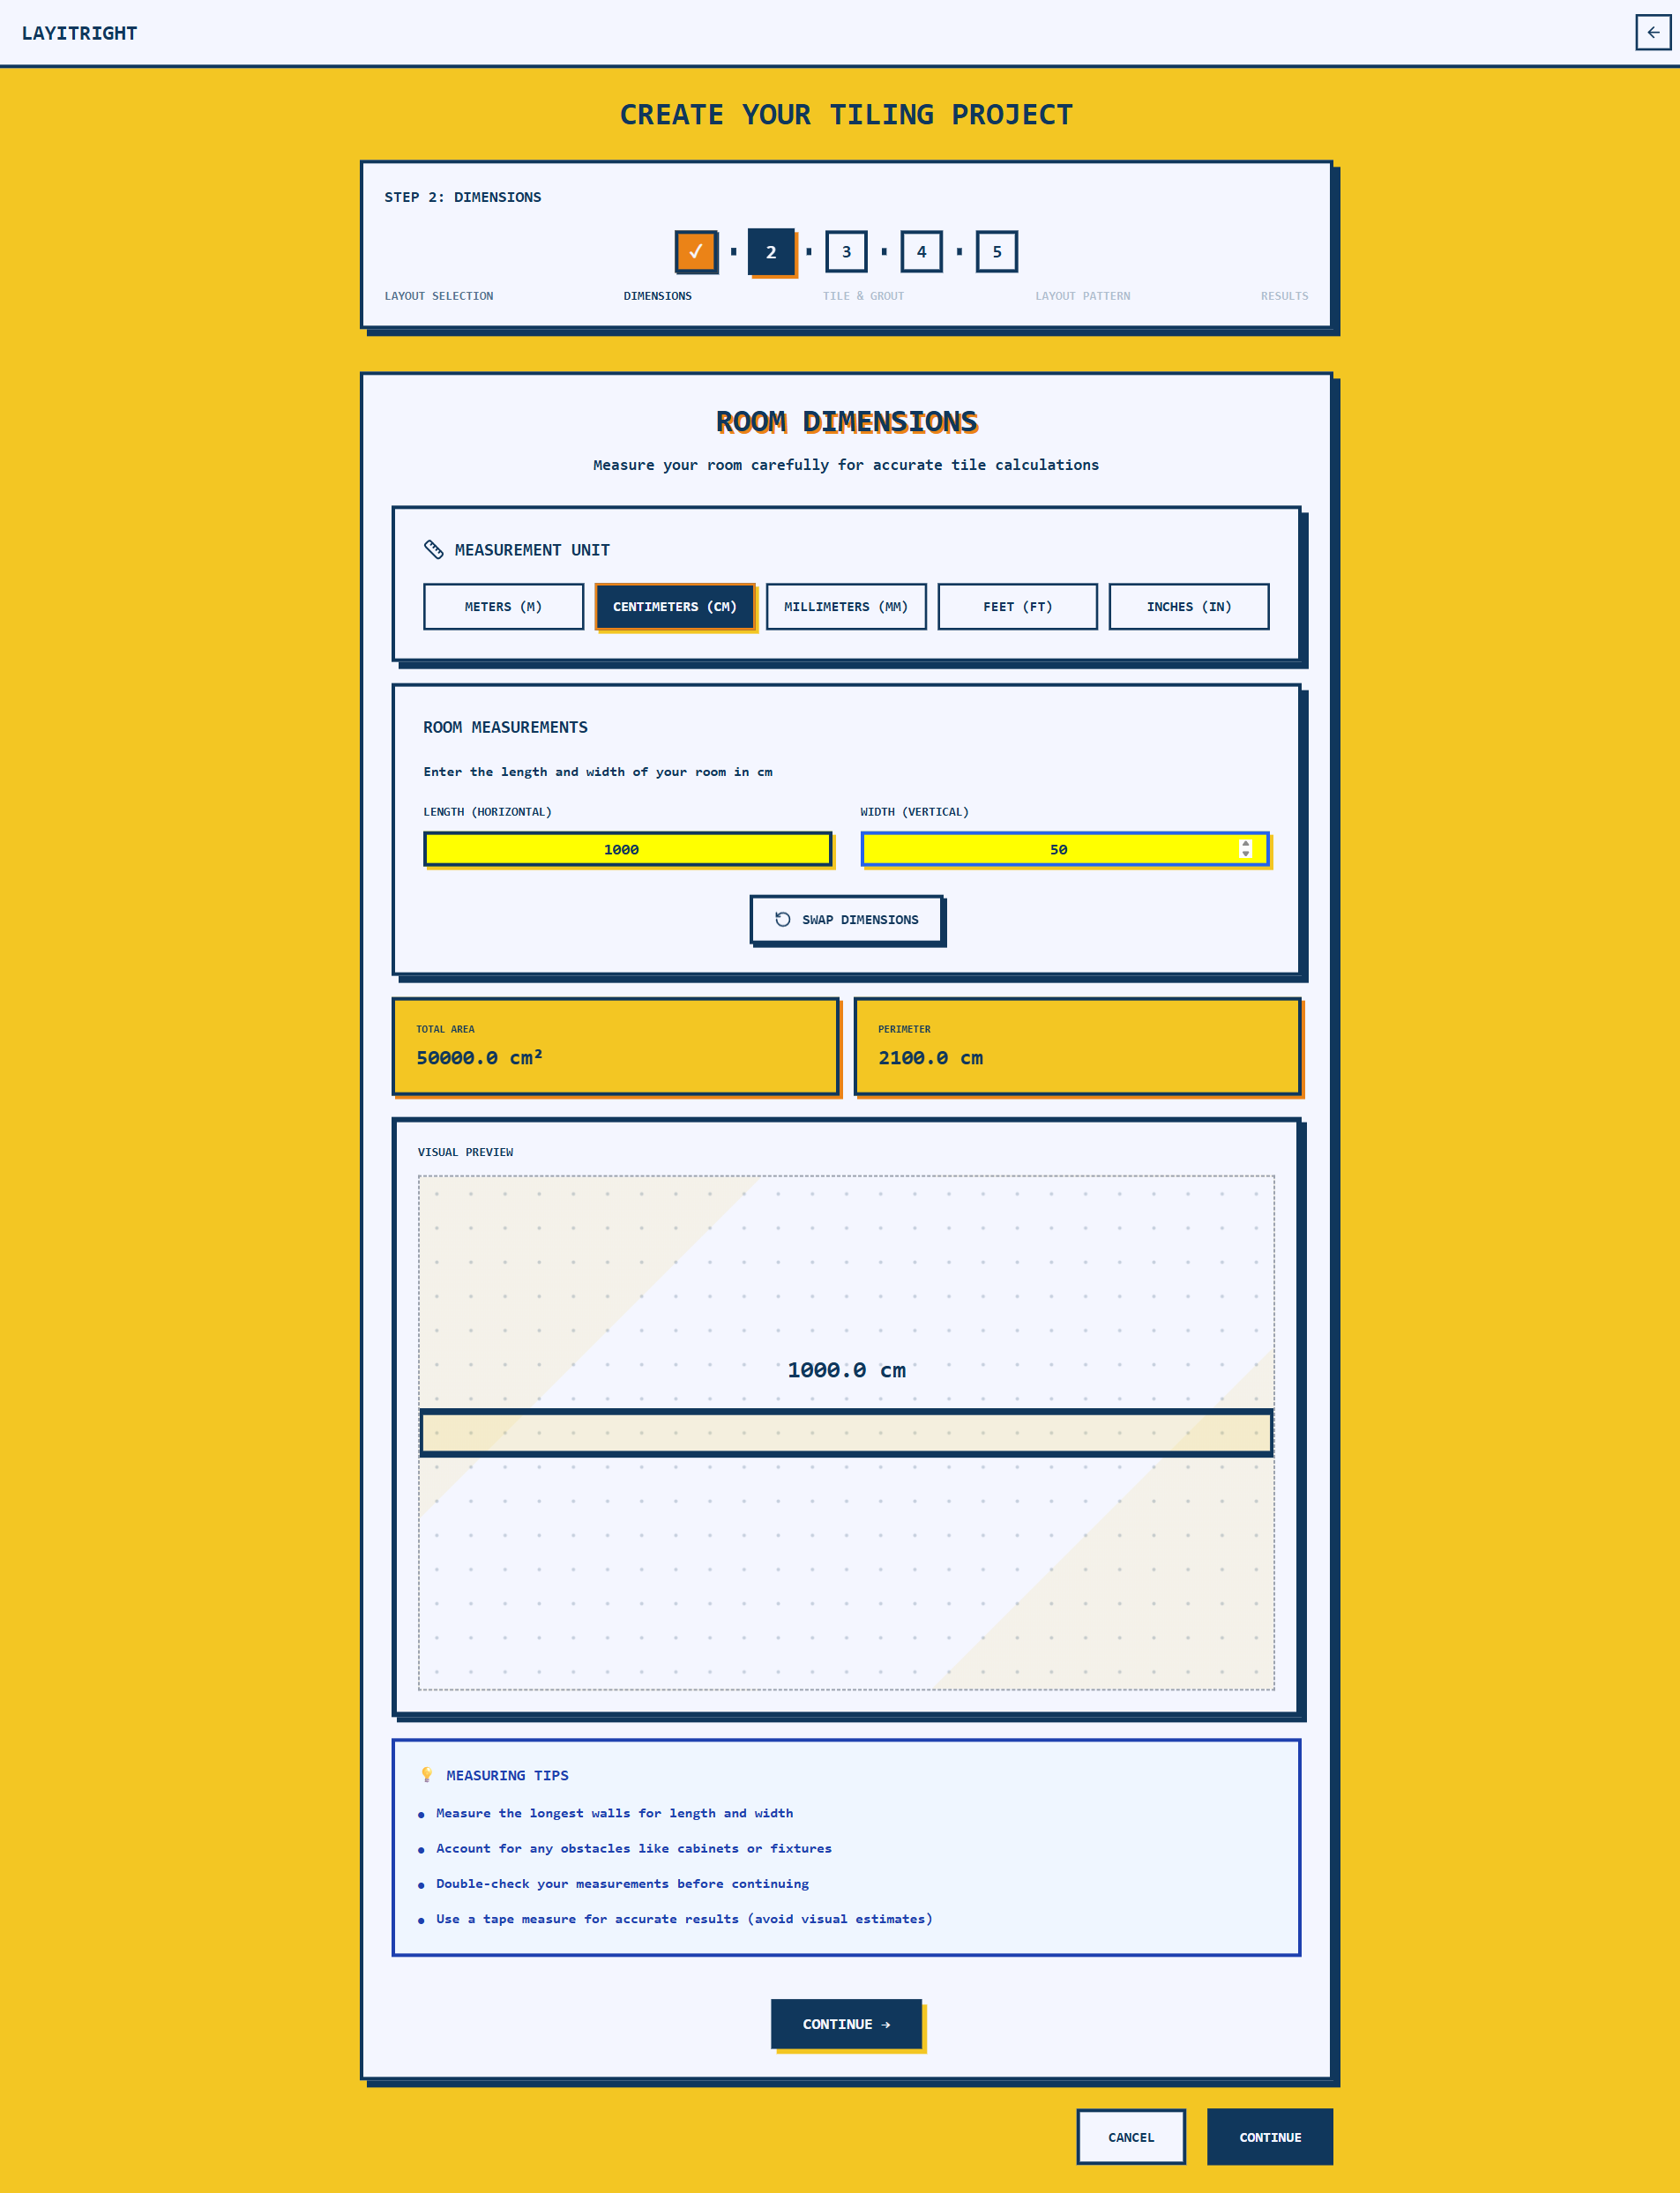 LAYITRIGHT
CREATE YOUR TILING PROJECT
STEP 2: DIMENSIONS
✓ 2 3 4 5
LAYOUT SELECTION DIMENSIONS TILE & GROUT LAYOUT PATTERN RESULTS
ROOM DIMENSIONS
Measure your room carefully for accurate tile calculations
MEASUREMENT UNIT
METERS (M) CENTIMETERS (CM) MILLIMETERS (MM) FEET (FT) INCHES (IN)
ROOM MEASUREMENTS
Enter the length and width of your room in cm
LENGTH (HORIZONTAL) WIDTH (VERTICAL)
1000 50
SWAP DIMENSIONS
TOTAL AREA PERIMETER
50000.0 cm² 2100.0 cm
VISUAL PREVIEW
1000.0 cm
💡 MEASURING TIPS
● Measure the longest walls for length and width
● Account for any obstacles like cabinets or fixtures
● Double-check your measurements before continuing
● Use a tape measure for accurate results (avoid visual estimates)
CONTINUE →
CANCEL CONTINUE